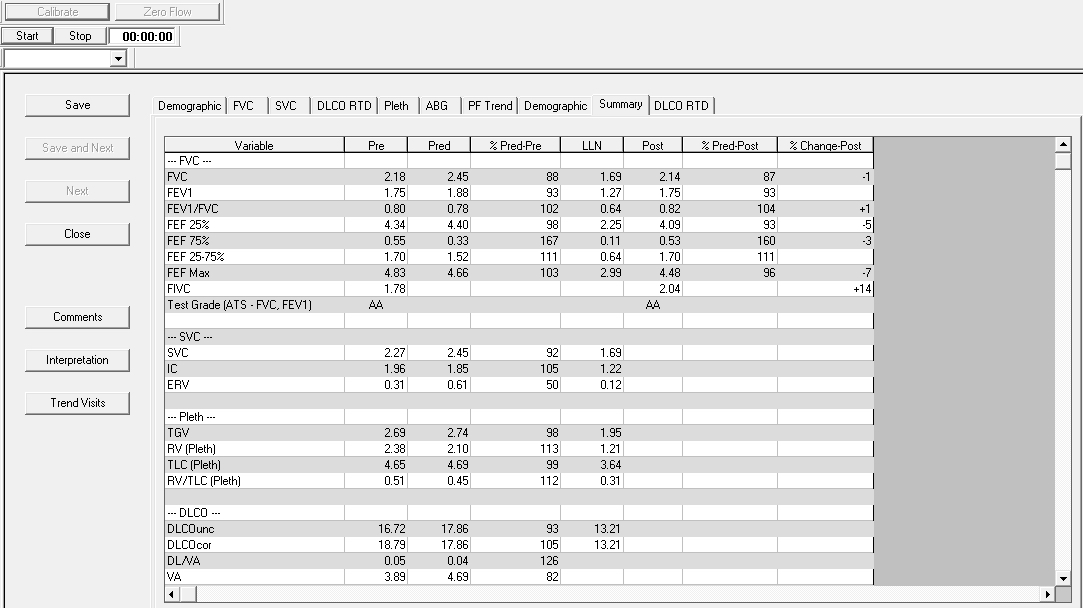 Calibrate Zero Flow
Start Stop 00:00:00
Save
Save and Next
Next
Close
Comments
Interpretation
Trend Visits
Demographic FVC SVC DLCO RTD Pleth ABG PF Trend Demographic Summary DLCO RTD
Variable Pre Pred % Pred-Pre LLN Post % Pred-Post % Change-Post
--- FVC ---
FVC 2.18 2.45 88 1.69 2.14 87 -1
FEV1 1.75 1.88 93 1.27 1.75 93
FEV1/FVC 0.80 0.78 102 0.64 0.82 104 +1
FEF 25% 4.34 4.40 98 2.25 4.09 93 -5
FEF 75% 0.55 0.33 167 0.11 0.53 160 -3
FEF 25-75% 1.70 1.52 111 0.64 1.70 111
FEF Max 4.83 4.66 103 2.99 4.48 96 -7
FIVC 1.78 2.04 +14
Test Grade (ATS - FVC, FEV1) AA AA
--- SVC ---
SVC 2.27 2.45 92 1.69
IC 1.96 1.85 105 1.22
ERV 0.31 0.61 50 0.12
--- Pleth ---
TGV 2.69 2.74 98 1.95
RV (Pleth) 2.38 2.10 113 1.21
TLC (Pleth) 4.65 4.69 99 3.64
RV/TLC (Pleth) 0.51 0.45 112 0.31
--- DLCO ---
DLCOunc 16.72 17.86 93 13.21
DLCOcor 18.79 17.86 105 13.21
DL/VA 0.05 0.04 126
VA 3.89 4.69 82